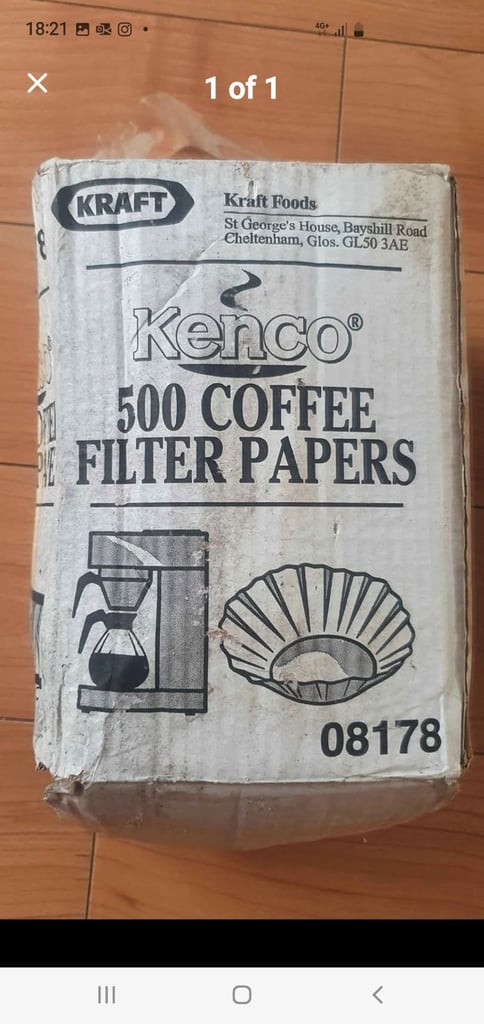 18:21
4G+
1 of 1
KRAFT
Kraft Foods
St George's House, Bayshill Road
Cheltenham, Glos. GL50 3AE
Kenco®
500 COFFEE
FILTER PAPERS
08178